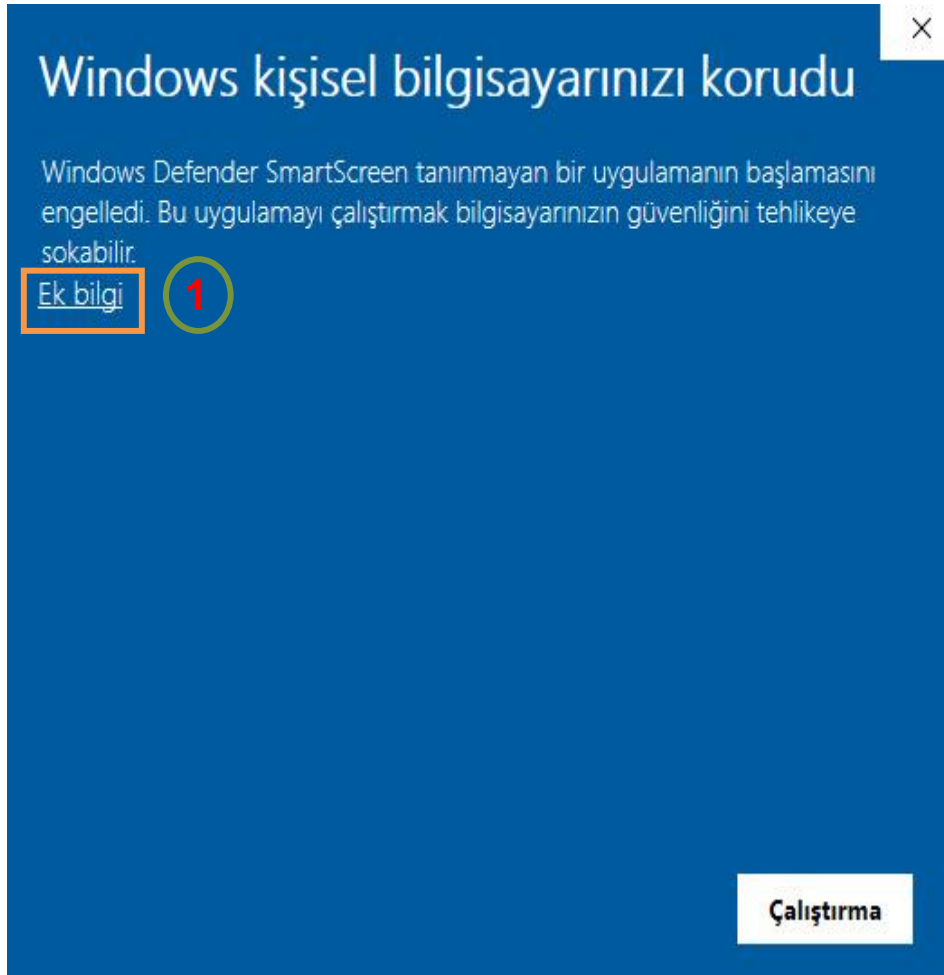 Windows kişisel bilgisayarınızı korudu
Windows Defender SmartScreen tanınmayan bir uygulamanın başlamasını
engelledi. Bu uygulamayı çalıştırmak bilgisayarınızın güvenliğini tehlikeye
sokabilir.
Ek bilgi 1
Çalıştırma